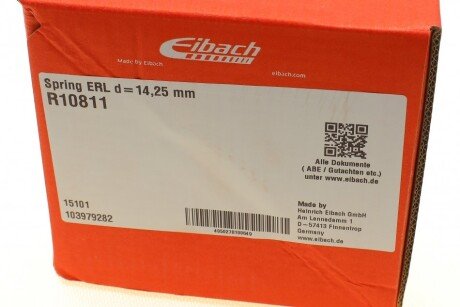 Eibach
Made by Eibach
eibach.com
Spring ERL d=14,25 mm
R10811
Alle Dokumente
( ABE / Gutachten etc.)
unter www.eibach.de
15101
103979282
Made by
Heinrich Eibach GmbH
Am Lennedamm 1
D-57413 Finnentrop
Germany
www.eibach.de